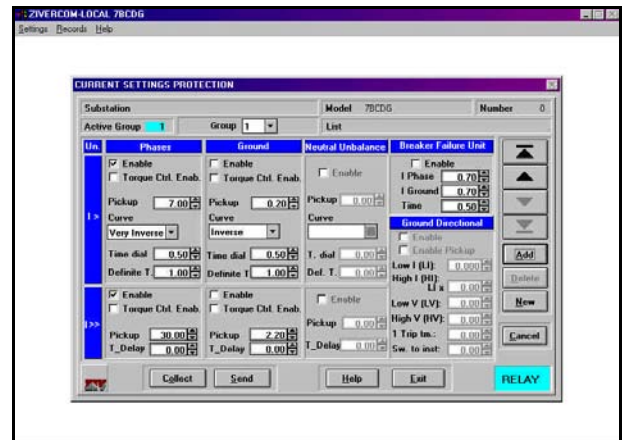 ZIVERCOM-LOCAL 7BCDG
Settings Records Help
CURRENT SETTINGS PROTECTION
Substation Model 7BCDG Number 0
Active Group 1 Group 1 List
Un. Phases Ground Neutral Unbalance Breaker Failure Unit
I >
Enable
Torque Ctrl. Enab.
Pickup 7.00
Curve
Very Inverse
Time dial 0.50
Definite T. 1.00
Enable
Torque Ctrl. Enab.
Pickup 0.20
Curve
Inverse
Time dial 0.50
Definite T 1.00
Enable
Pickup 0.00
Curve
T. dial 0.00
Def. T. 0.00
Enable
I Phase 0.70
I Ground 0.70
Time 0.50
Ground Directional
Enable
Enable Pickup
Low I (LI): 0.000
High I (HI):
LI x 0.00
Low V (LV): 0.00
High V (HV): 0.00
1 Trip tm.: 0.00
Sw. to inst: 0.00
I>>
Enable
Torque Ctrl. Enab.
Pickup 30.00
T_Delay 0.00
Enable
Torque Ctrl. Enab.
Pickup 2.20
T_Delay 0.00
Enable
Pickup 0.00
T_Delay 0.00
Add
Delete
New
Cancel
Collect Send Help Exit RELAY